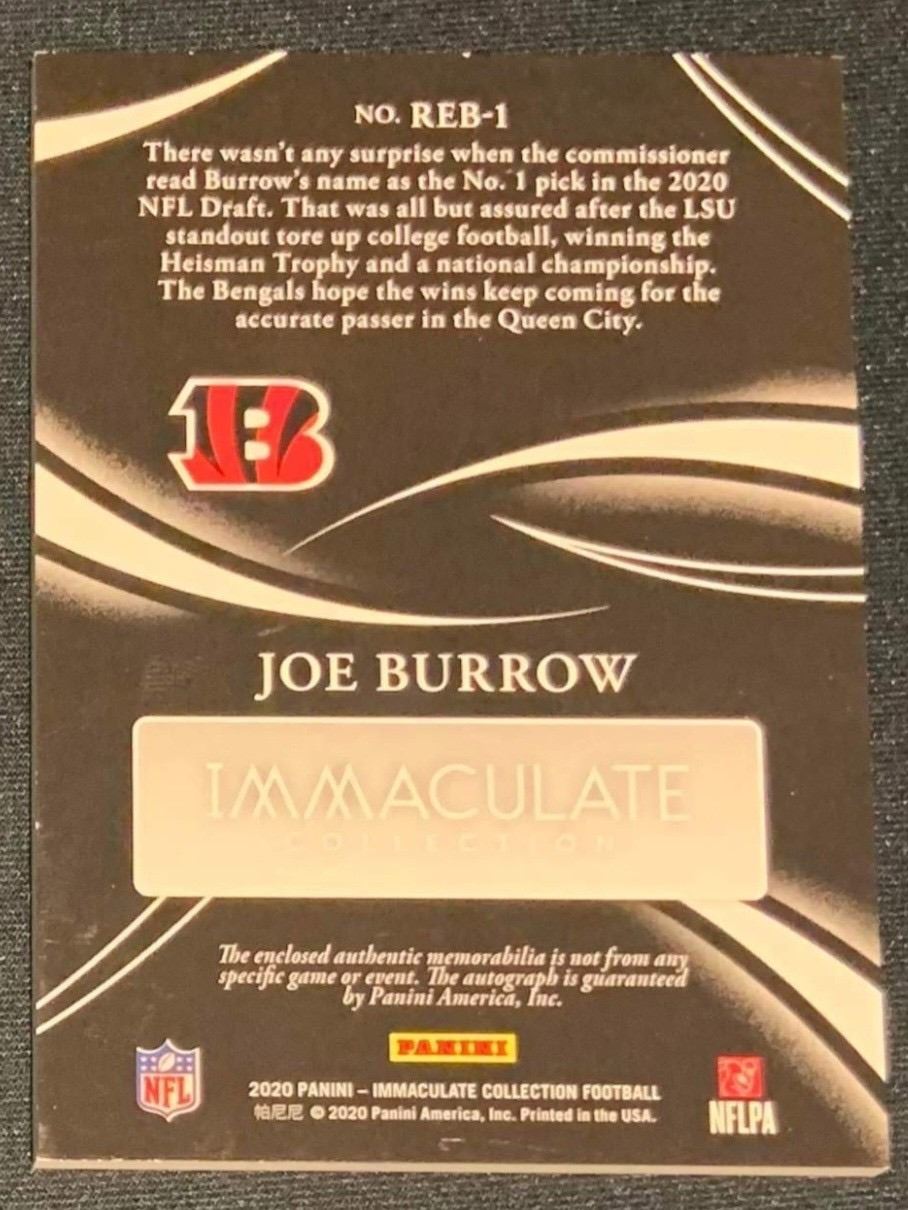 NO. REB-1
There wasn't any surprise when the commissioner
read Burrow's name as the No. 1 pick in the 2020
NFL Draft. That was all but assured after the LSU
standout tore up college football, winning the
Heisman Trophy and a national championship.
The Bengals hope the wins keep coming for the
accurate passer in the Queen City.
B
JOE BURROW
IMMACULATE
COLLECTION
The enclosed authentic memorabilia is not from any
specific game or event. The autograph is guaranteed
by Panini America, Inc.
PANINI
NFL
2020 PANINI – IMMACULATE COLLECTION FOOTBALL
帕尼尼 © 2020 Panini America, Inc. Printed in the USA.
NFLPA